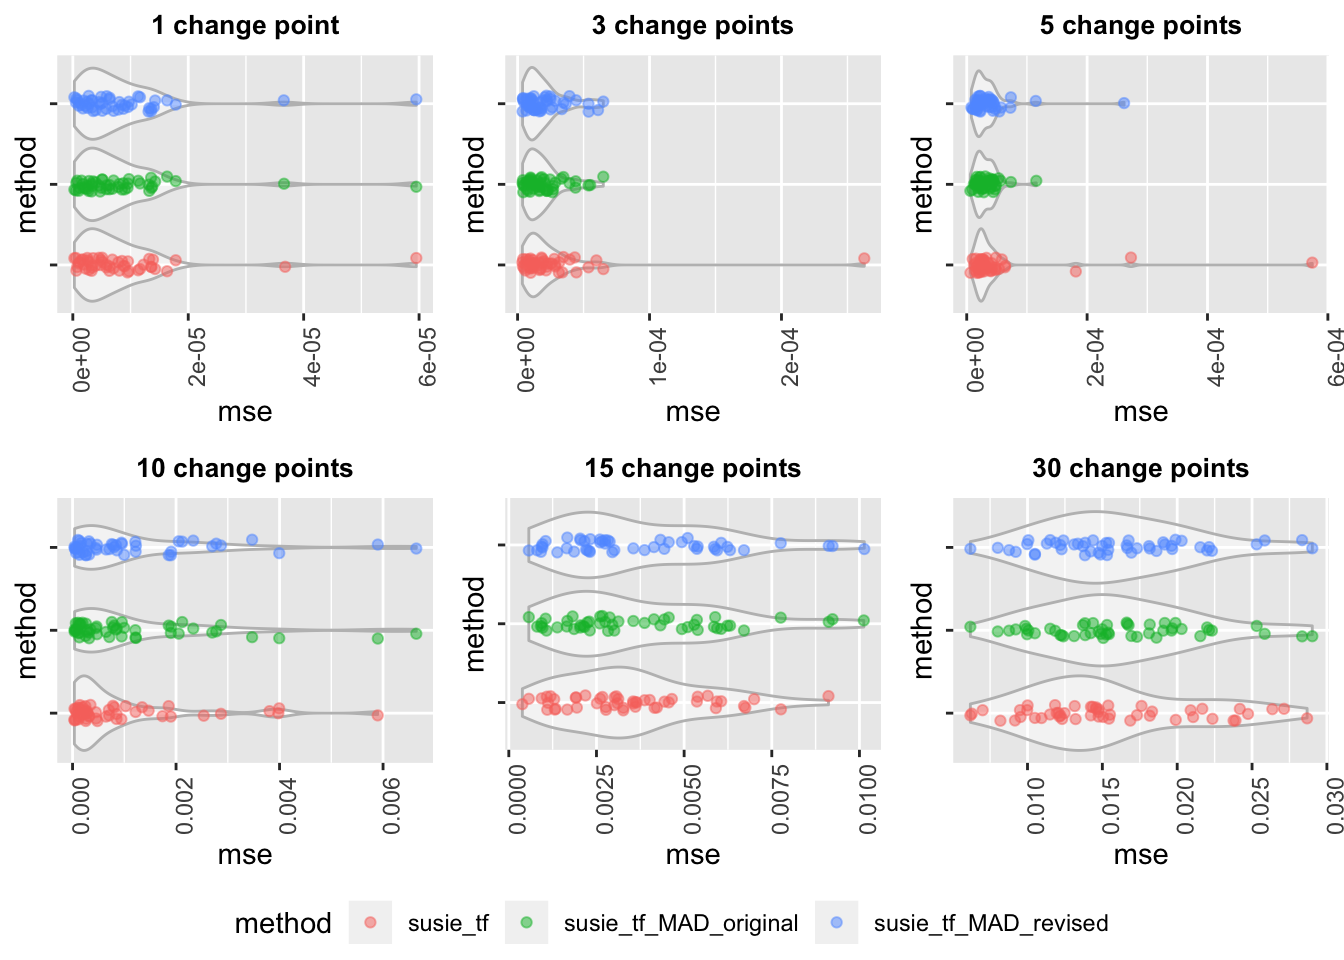 1 change point
3 change points
5 change points
method
method
method
0e+00
2e-05
4e-05
6e-05
0e+00
1e-04
2e-04
0e+00
2e-04
4e-04
6e-04
mse
mse
mse
10 change points
15 change points
30 change points
method
method
method
0.000
0.002
0.004
0.006
0.0000
0.0025
0.0050
0.0075
0.0100
0.010
0.015
0.020
0.025
0.030
mse
mse
mse
method susie_tf susie_tf_MAD_original susie_tf_MAD_revised